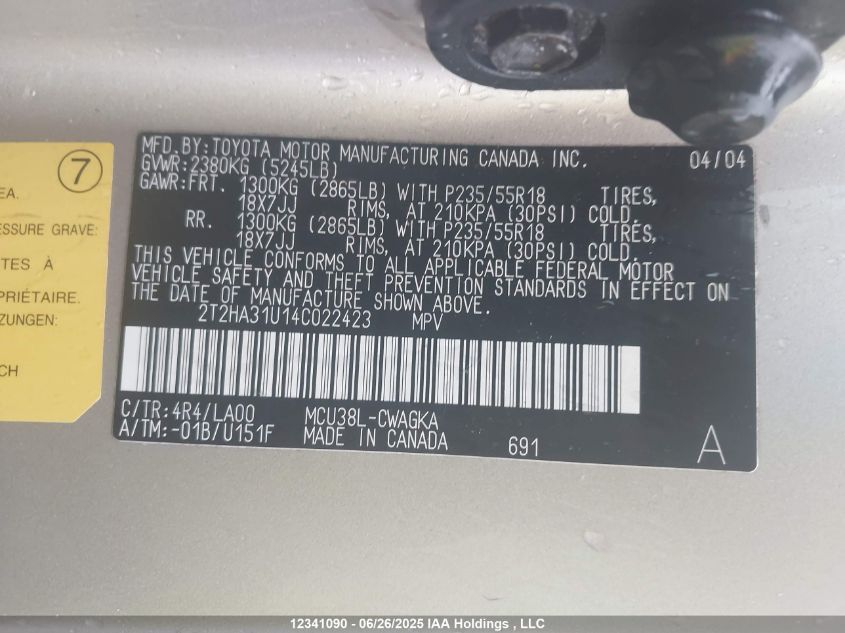 7
EA.
ESSURE GRAVE:
TES À
PRIÉTAIRE.
ZUNGEN:
CH
MFD.BY:TOYOTA MOTOR MANUFACTURING CANADA INC. 04/04
GVWR:2380KG (5245LB)
GAWR:FRT. 1300KG (2865LB) WITH P235/55R18 TIRES,
18X7JJ RIMS, AT 210KPA (30PSI) COLD.
RR. 1300KG (2865LB) WITH P235/55R18 TIRES,
18X7JJ RIMS, AT 210KPA (30PSI) COLD.
THIS VEHICLE CONFORMS TO ALL APPLICABLE FEDERAL MOTOR
VEHICLE SAFETY AND THEFT PREVENTION STANDARDS IN EFFECT ON
THE DATE OF MANUFACTURE SHOWN ABOVE.
2T2HA31U14C022423 MPV
C/TR:4R4/LA00 MCU38L-CWAGKA
A/TM:-01B/U151F MADE IN CANADA 691 A
12341090 - 06/26/2025 IAA Holdings , LLC